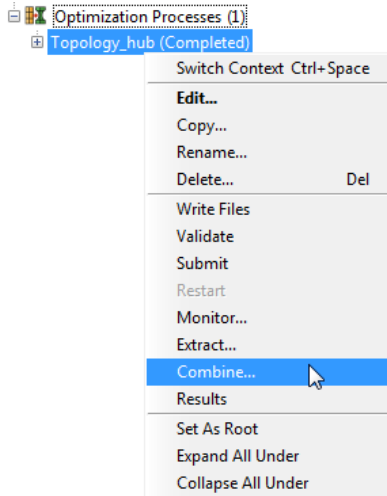 Optimization Processes (1)
Topology_hub (Completed)
Switch Context Ctrl+Space
Edit...
Copy...
Rename...
Delete... Del
Write Files
Validate
Submit
Restart
Monitor...
Extract...
Combine...
Results
Set As Root
Expand All Under
Collapse All Under